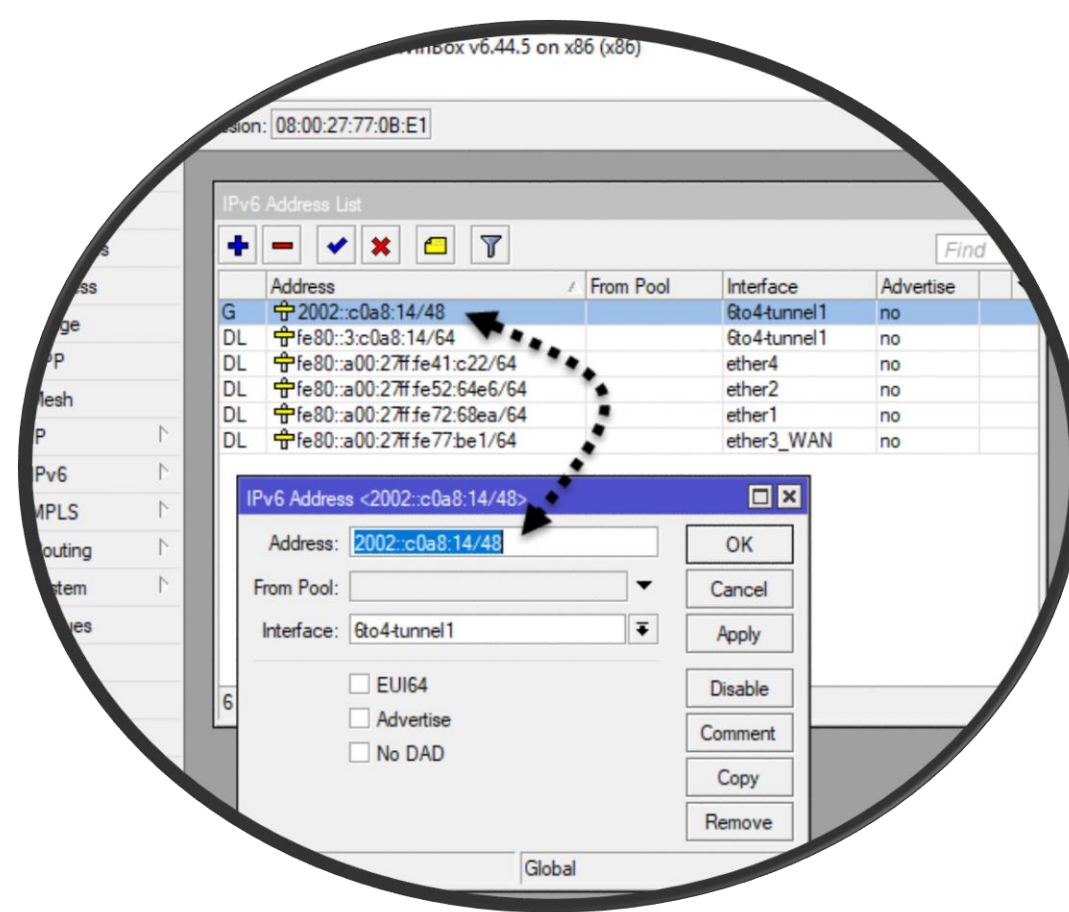 v6.44.5 on x86 (x86)
08:00:27:77:0B:E1
IPv6 Address List
Find
Address From Pool Interface Advertise
G 2002::c0a8:14/48 6to4-tunnel1 no
DL fe80::3:c0a8:14/64 6to4-tunnel1 no
DL fe80::a00:27ff:fe41:c22/64 ether4 no
DL fe80::a00:27ff:fe52:64e6/64 ether2 no
DL fe80::a00:27ff:fe72:68ea/64 ether1 no
DL fe80::a00:27ff:fe77:be1/64 ether3_WAN no
IPv6
MPLS
IPv6 Address <2002::c0a8:14/48>
Address: 2002::c0a8:14/48 OK
From Pool: Cancel
Interface: 6to4-tunnel1 Apply
EUI64 Disable
Advertise
Comment
No DAD
Copy
Remove
6
Global